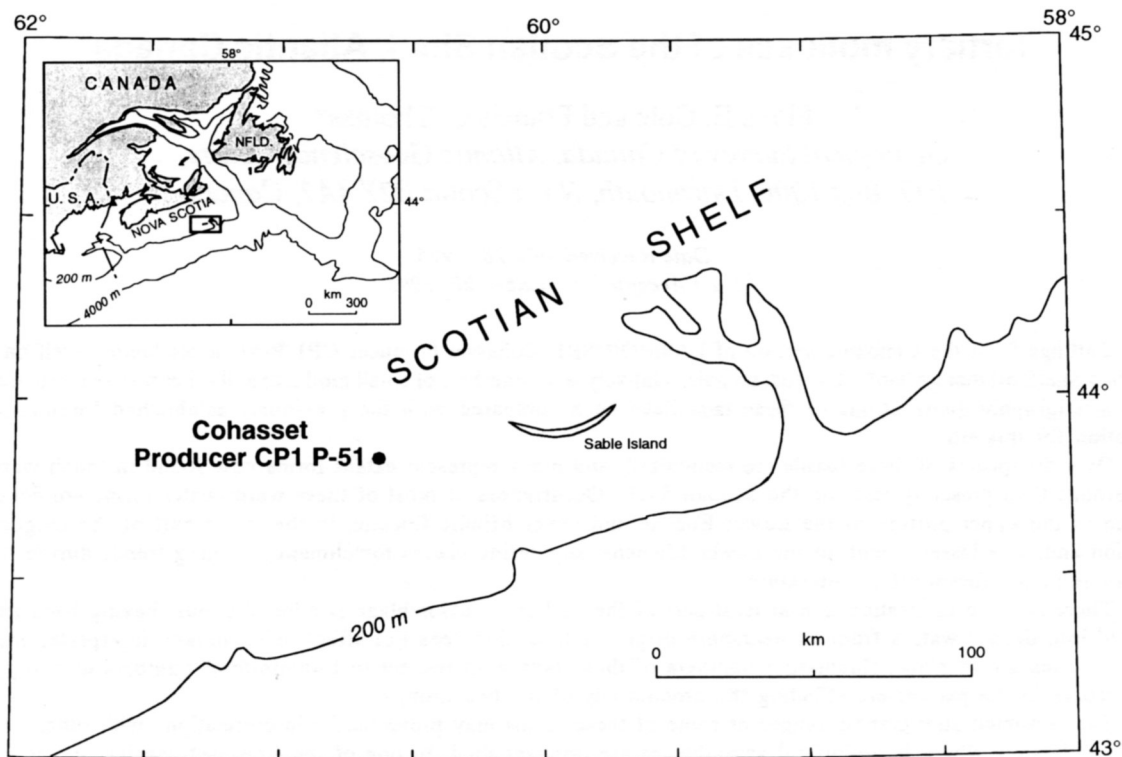 62°
60°
58°
45°
58°
CANADA
NFLD.
U.S.A.
NOVA SCOTIA
44°
200 m
4000 m
km
0 300
SCOTIAN SHELF
44°
Cohasset
Producer CP1 P-51
Sable Island
200 m
km
0 100
43°